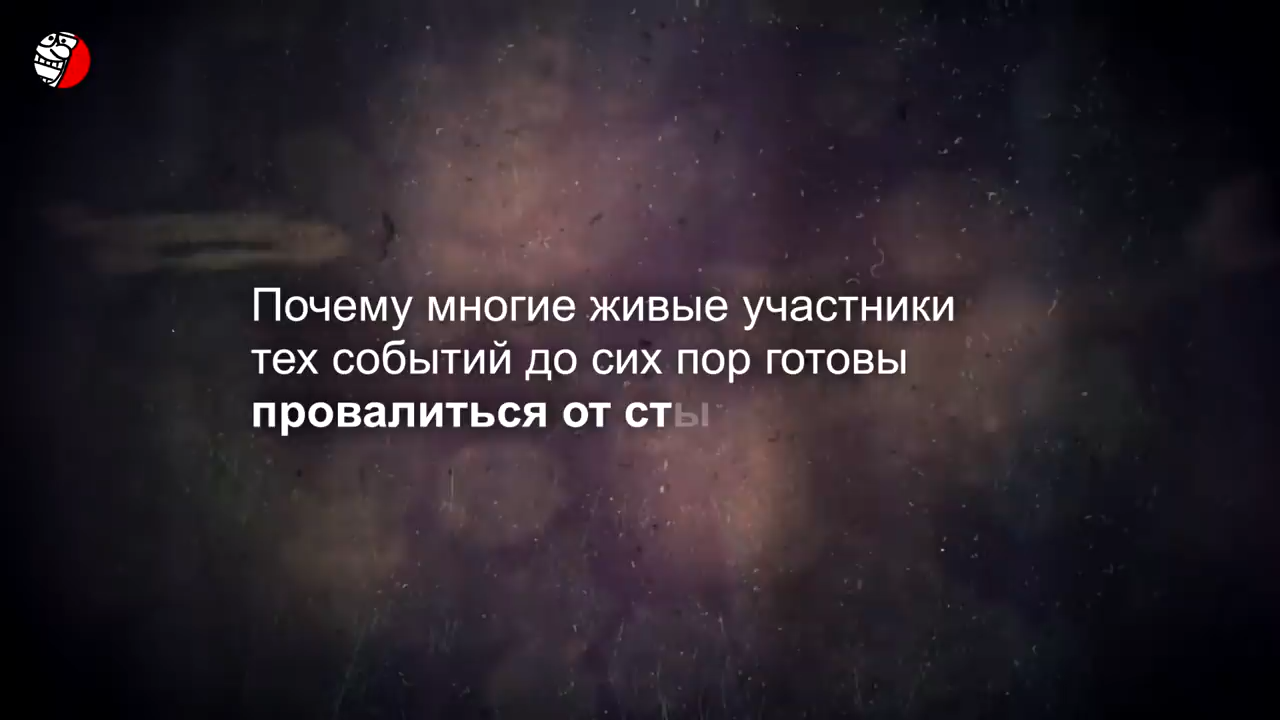 Почему многие живые участники
тех событий до сих пор готовы
провалиться от сты